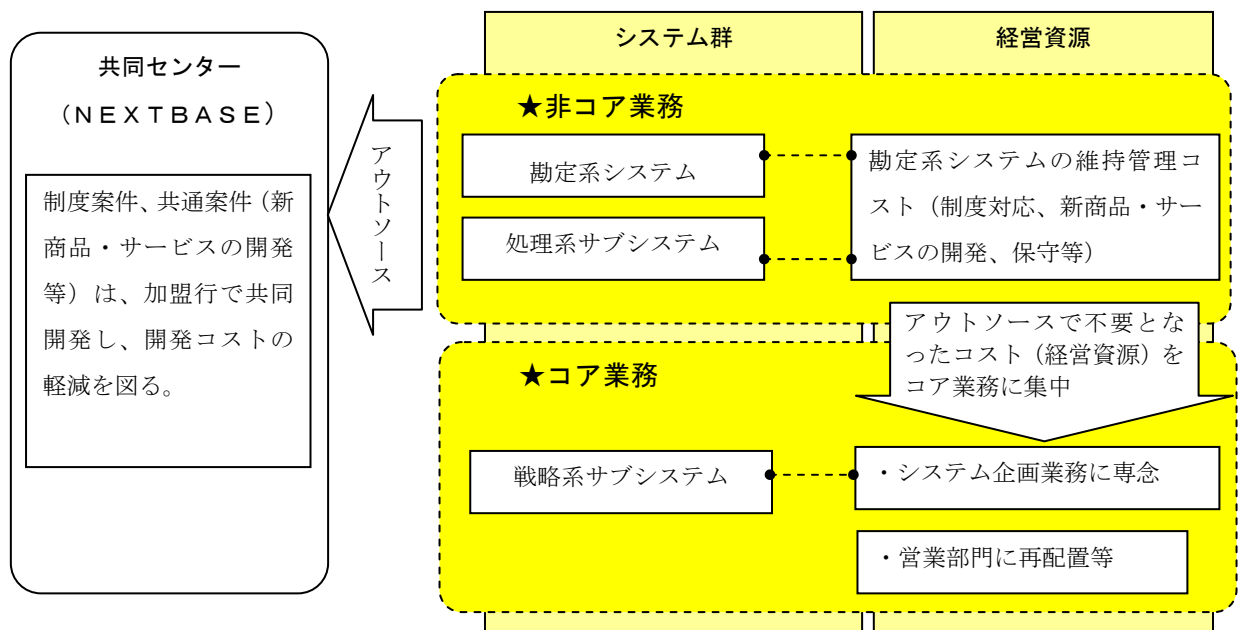 共同センター
（ＮＥＸＴＢＡＳＥ）
制度案件、共通案件（新
商品・サービスの開発
等）は、加盟行で共同
開発し、開発コストの
軽減を図る。
アウトソース
システム群
経営資源
★非コア業務
勘定系システム
処理系サブシステム
勘定系システムの維持管理コ
スト（制度対応、新商品・サー
ビスの開発、保守等）
アウトソースで不要とな
ったコスト（経営資源）を
コア業務に集中
★コア業務
戦略系サブシステム
・システム企画業務に専念
・営業部門に再配置等